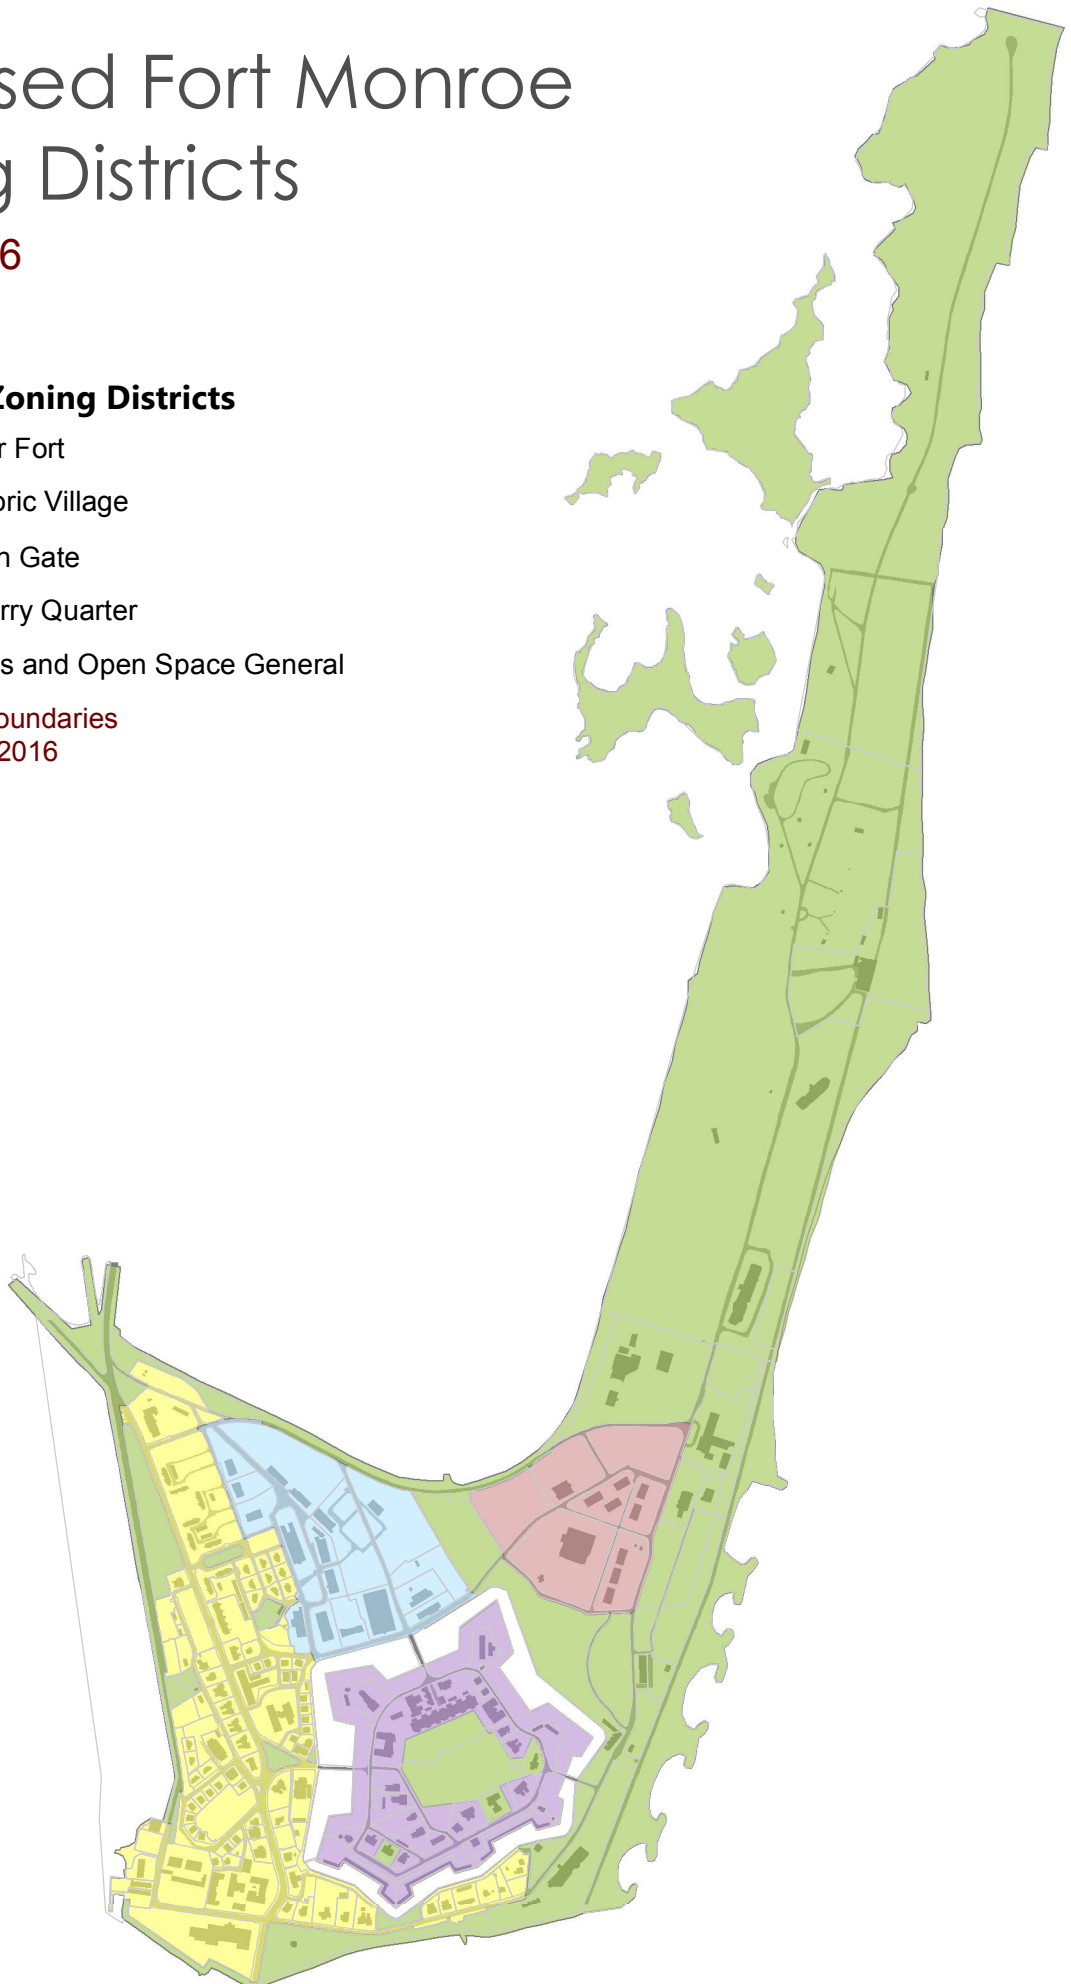 sed Fort Monroe
g Districts
6
Zoning Districts
r Fort
oric Village
h Gate
rry Quarter
s and Open Space General
oundaries
2016